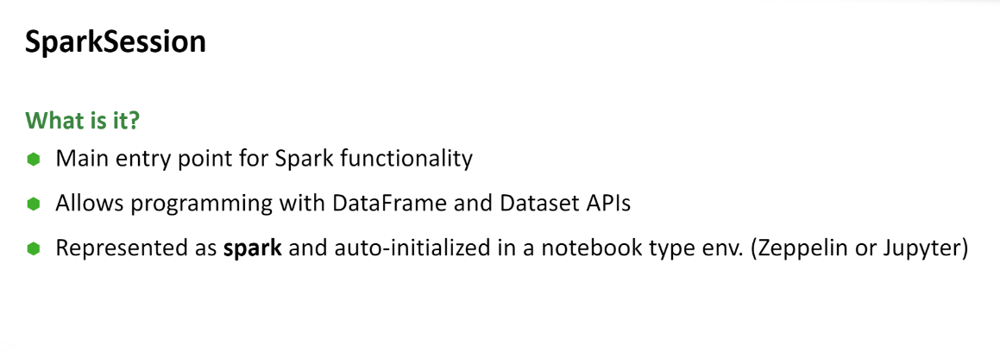 SparkSession
What is it?
Main entry point for Spark functionality
Allows programming with DataFrame and Dataset APIs
Represented as spark and auto-initialized in a notebook type env. (Zeppelin or Jupyter)